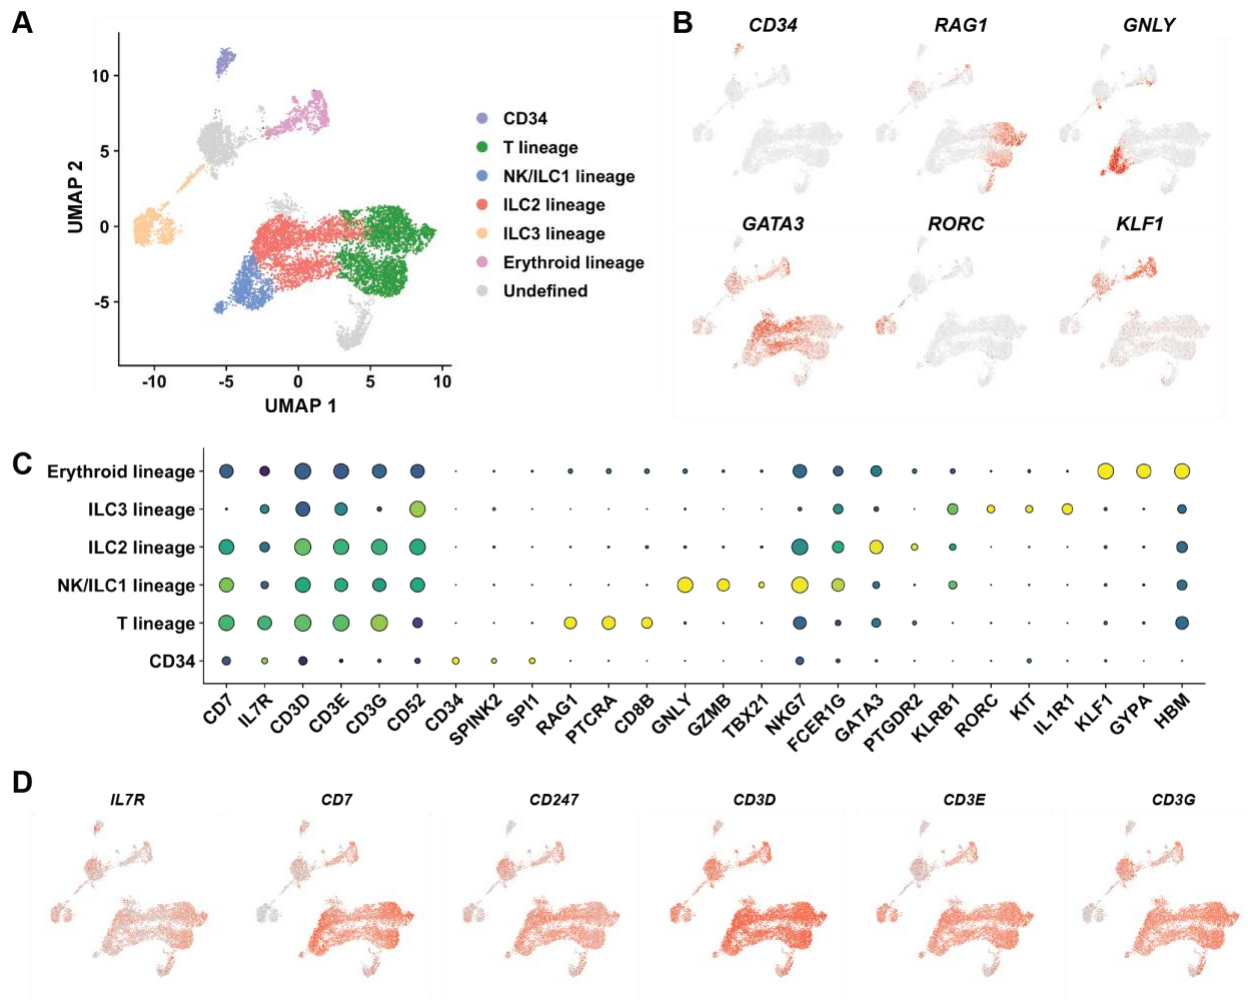 A
10
5
0
-5
UMAP 2
-10 -5 0 5 10
UMAP 1
CD34
T lineage
NK/ILC1 lineage
ILC2 lineage
ILC3 lineage
Erythroid lineage
Undefined
B
CD34 RAG1 GNLY
GATA3 RORC KLF1
C
Erythroid lineage
ILC3 lineage
ILC2 lineage
NK/ILC1 lineage
T lineage
CD34
CD7 IL7R CD3D CD3E CD3G CD52 CD34 SPINK2 SPI1 RAG1 PTCRA CD8B GNLY GZMB TBX21 NKG7 FCER1G GATA3 PTGDR2 KLRB1 RORC KIT IL1R1 KLF1 GYPA HBM
D
IL7R CD7 CD247 CD3D CD3E CD3G